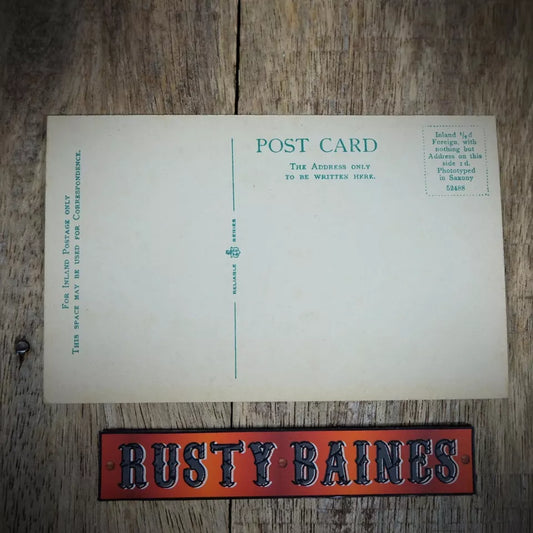 For Inland Postage only
This space may be used for Correspondence.
RELIABLE SERIES
POST CARD
The Address only
to be written here.
Inland ½d
Foreign, with
nothing but
Address on this
side 1d.
Phototyped
in Saxony
52488
RUSTY BAINES